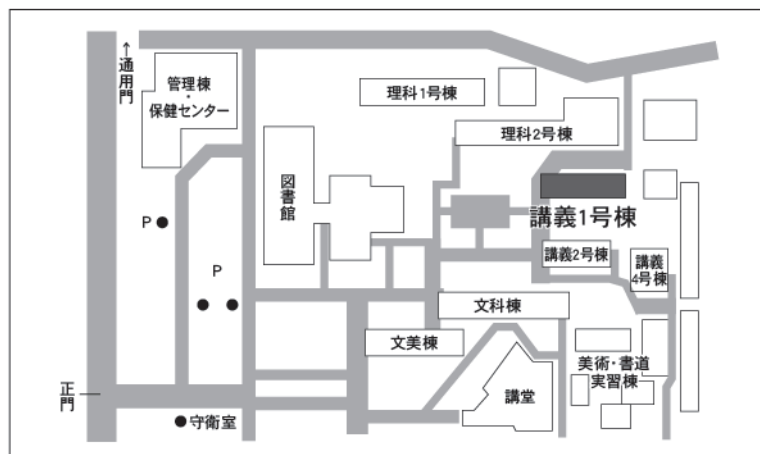 ↑通用門
管理棟
・
保健センター
理科1号棟
理科2号棟
図書館
講義1号棟
P
P
講義2号棟
講義
4号棟
文科棟
文美棟
美術・書道
実習棟
正門
講堂
守衛室